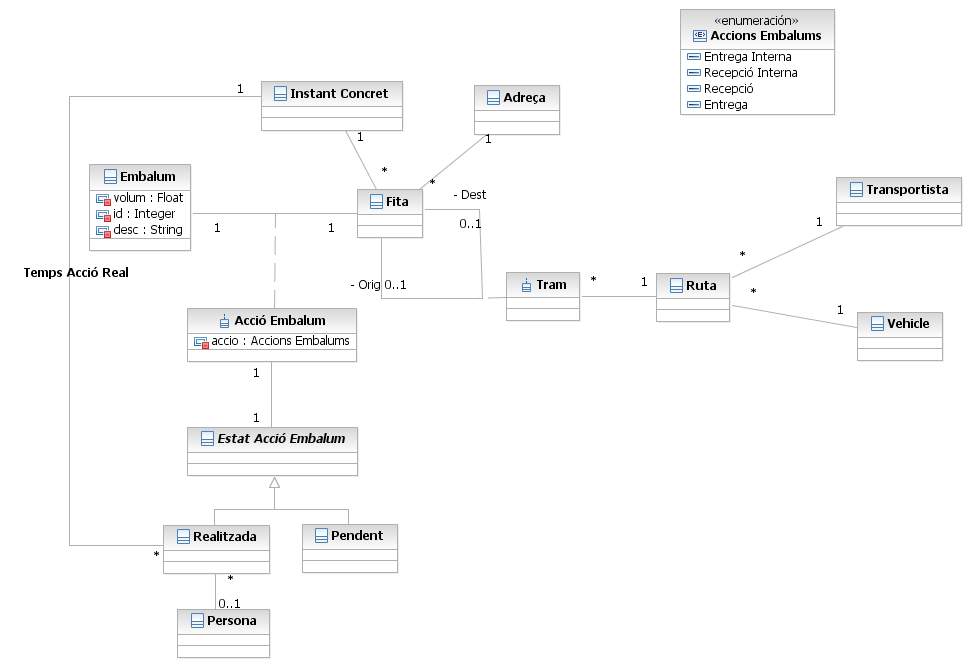 «enumeración»
Accions Embalums
Entrega Interna
Recepció Interna
Recepció
Entrega
1
Instant Concret
Adreça
1
1
*
*
Embalum
volum : Float
id : Integer
desc : String
1
1
Fita
- Dest
0..1
Transportista
1
*
Temps Acció Real
- Orig 0..1
Tram
*
1
Ruta
*
1
Vehicle
Acció Embalum
accio : Accions Embalums
1
1
Estat Acció Embalum
Realitzada
Pendent
*
*
0..1
Persona